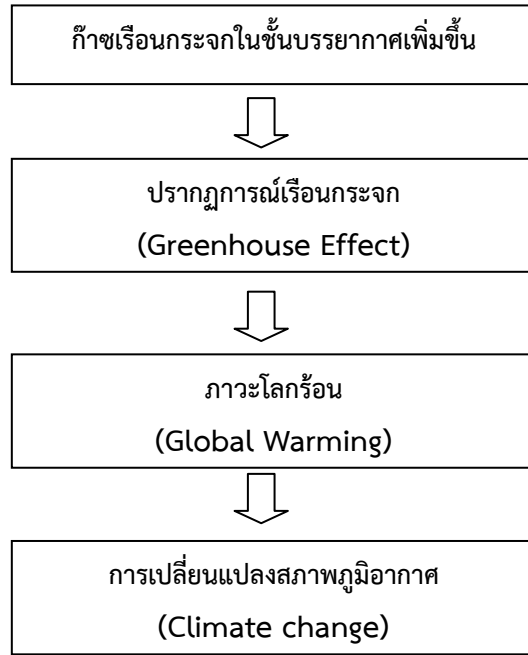 ก๊าซเรือนกระจกในชั้นบรรยากาศเพิ่มขึ้น
ปรากฏการณ์เรือนกระจก
(Greenhouse Effect)
ภาวะโลกร้อน
(Global Warming)
การเปลี่ยนแปลงสภาพภูมิอากาศ
(Climate change)